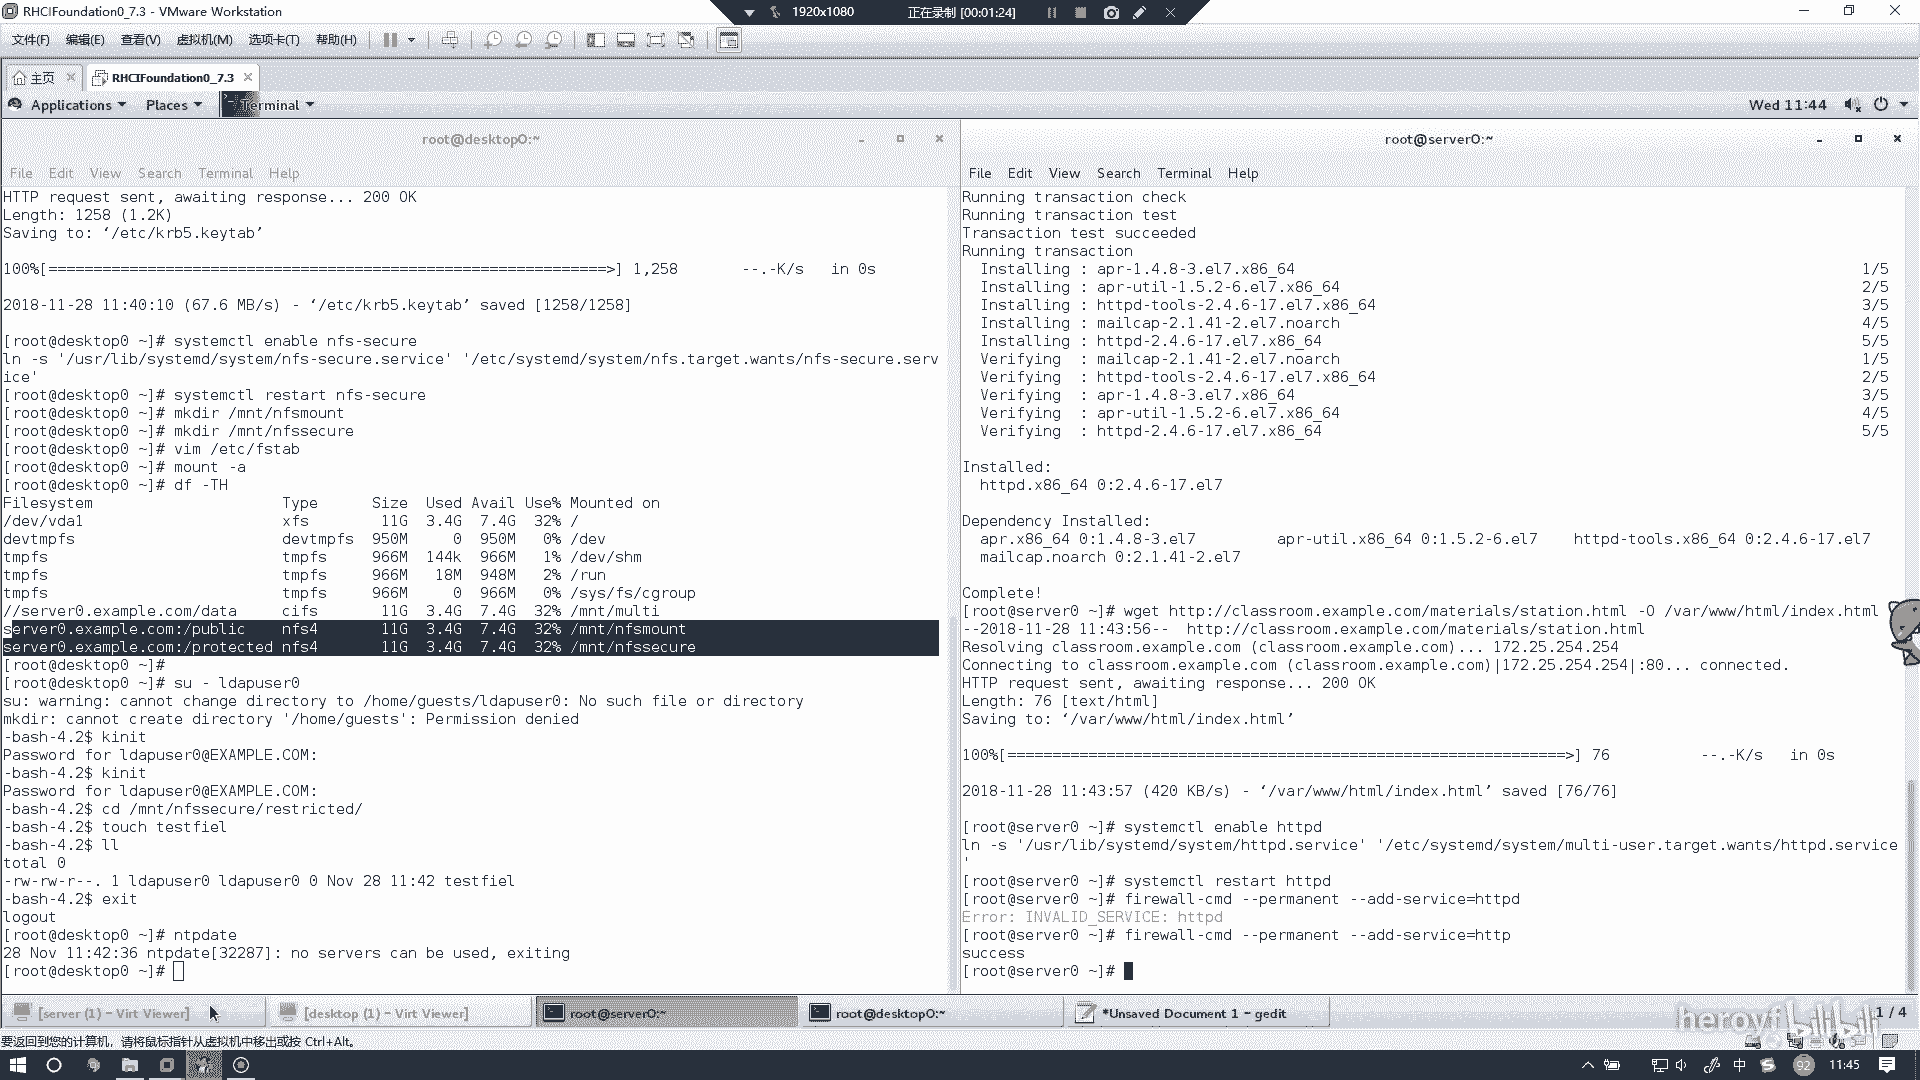 RHCIFoundation0_7.3 - VMware Workstation
1920x1080
正在录制 [00:01:24]
文件(F) 编辑(E) 查看(V) 虚拟机(M) 选项卡(T) 帮助(H)
主页
RHCIFoundation0_7.3
Applications Places Terminal
Wed 11:44
root@desktop0:~
File Edit View Search Terminal Help
HTTP request sent, awaiting response... 200 OK
Length: 1258 (1.2K)
Saving to: ‘/etc/krb5.keytab’
100%[==============================================================>] 1,258 --.-K/s in 0s
2018-11-28 11:40:10 (67.6 MB/s) - ‘/etc/krb5.keytab’ saved [1258/1258]
[root@desktop0 ~]# systemctl enable nfs-secure
ln -s '/usr/lib/systemd/system/nfs-secure.service' '/etc/systemd/system/nfs.target.wants/nfs-secure.serv
ice'
[root@desktop0 ~]# systemctl restart nfs-secure
[root@desktop0 ~]# mkdir /mnt/nfsmount
[root@desktop0 ~]# mkdir /mnt/nfssecure
[root@desktop0 ~]# vim /etc/fstab
[root@desktop0 ~]# mount -a
[root@desktop0 ~]# df -TH
Filesystem Type Size Used Avail Use% Mounted on
/dev/vda1 xfs 11G 3.4G 7.4G 32% /
devtmpfs devtmpfs 950M 0 950M 0% /dev
tmpfs tmpfs 966M 144k 966M 1% /dev/shm
tmpfs tmpfs 966M 18M 948M 2% /run
tmpfs tmpfs 966M 0 966M 0% /sys/fs/cgroup
//server0.example.com/data cifs 11G 3.4G 7.4G 32% /mnt/multi
server0.example.com:/public nfs4 11G 3.4G 7.4G 32% /mnt/nfsmount
server0.example.com:/protected nfs4 11G 3.4G 7.4G 32% /mnt/nfssecure
[root@desktop0 ~]#
[root@desktop0 ~]# su - ldapuser0
su: warning: cannot change directory to /home/guests/ldapuser0: No such file or directory
mkdir: cannot create directory '/home/guests': Permission denied
-bash-4.2$ kinit
Password for ldapuser0@EXAMPLE.COM:
-bash-4.2$ kinit
Password for ldapuser0@EXAMPLE.COM:
-bash-4.2$ cd /mnt/nfssecure/restricted/
-bash-4.2$ touch testfiel
-bash-4.2$ ll
total 0
-rw-rw-r--. 1 ldapuser0 ldapuser0 0 Nov 28 11:42 testfiel
-bash-4.2$ exit
logout
[root@desktop0 ~]# ntpdate
28 Nov 11:42:36 ntpdate[32287]: no servers can be used, exiting
[root@desktop0 ~]#
root@server0:~
File Edit View Search Terminal Help
Running transaction check
Running transaction test
Transaction test succeeded
Running transaction
Installing : apr-1.4.8-3.el7.x86_64 1/5
Installing : apr-util-1.5.2-6.el7.x86_64 2/5
Installing : httpd-tools-2.4.6-17.el7.x86_64 3/5
Installing : mailcap-2.1.41-2.el7.noarch 4/5
Installing : httpd-2.4.6-17.el7.x86_64 5/5
Verifying : mailcap-2.1.41-2.el7.noarch 1/5
Verifying : httpd-tools-2.4.6-17.el7.x86_64 2/5
Verifying : apr-1.4.8-3.el7.x86_64 3/5
Verifying : apr-util-1.5.2-6.el7.x86_64 4/5
Verifying : httpd-2.4.6-17.el7.x86_64 5/5
Installed:
httpd.x86_64 0:2.4.6-17.el7
Dependency Installed:
apr.x86_64 0:1.4.8-3.el7 apr-util.x86_64 0:1.5.2-6.el7 httpd-tools.x86_64 0:2.4.6-17.el7
mailcap.noarch 0:2.1.41-2.el7
Complete!
[root@server0 ~]# wget http://classroom.example.com/materials/station.html -O /var/www/html/index.html
--2018-11-28 11:43:56-- http://classroom.example.com/materials/station.html
Resolving classroom.example.com (classroom.example.com)... 172.25.254.254
Connecting to classroom.example.com (classroom.example.com)|172.25.254.254|:80... connected.
HTTP request sent, awaiting response... 200 OK
Length: 76 [text/html]
Saving to: ‘/var/www/html/index.html’
100%[==============================================================>] 76 --.-K/s in 0s
2018-11-28 11:43:57 (420 KB/s) - ‘/var/www/html/index.html’ saved [76/76]
[root@server0 ~]# systemctl enable httpd
ln -s '/usr/lib/systemd/system/httpd.service' '/etc/systemd/system/multi-user.target.wants/httpd.service
'
[root@server0 ~]# systemctl restart httpd
[root@server0 ~]# firewall-cmd --permanent --add-service=httpd
Error: INVALID_SERVICE: httpd
[root@server0 ~]# firewall-cmd --permanent --add-service=http
success
[root@server0 ~]#
[server (1) - Virt Viewer]
[desktop (1) - Virt Viewer]
root@server0:~
root@desktop0:~
*Unsaved Document 1 - gedit
1 / 4
要返回到您的计算机，请将鼠标指针从虚拟机中移出或按 Ctrl+Alt。
中
92
11:45